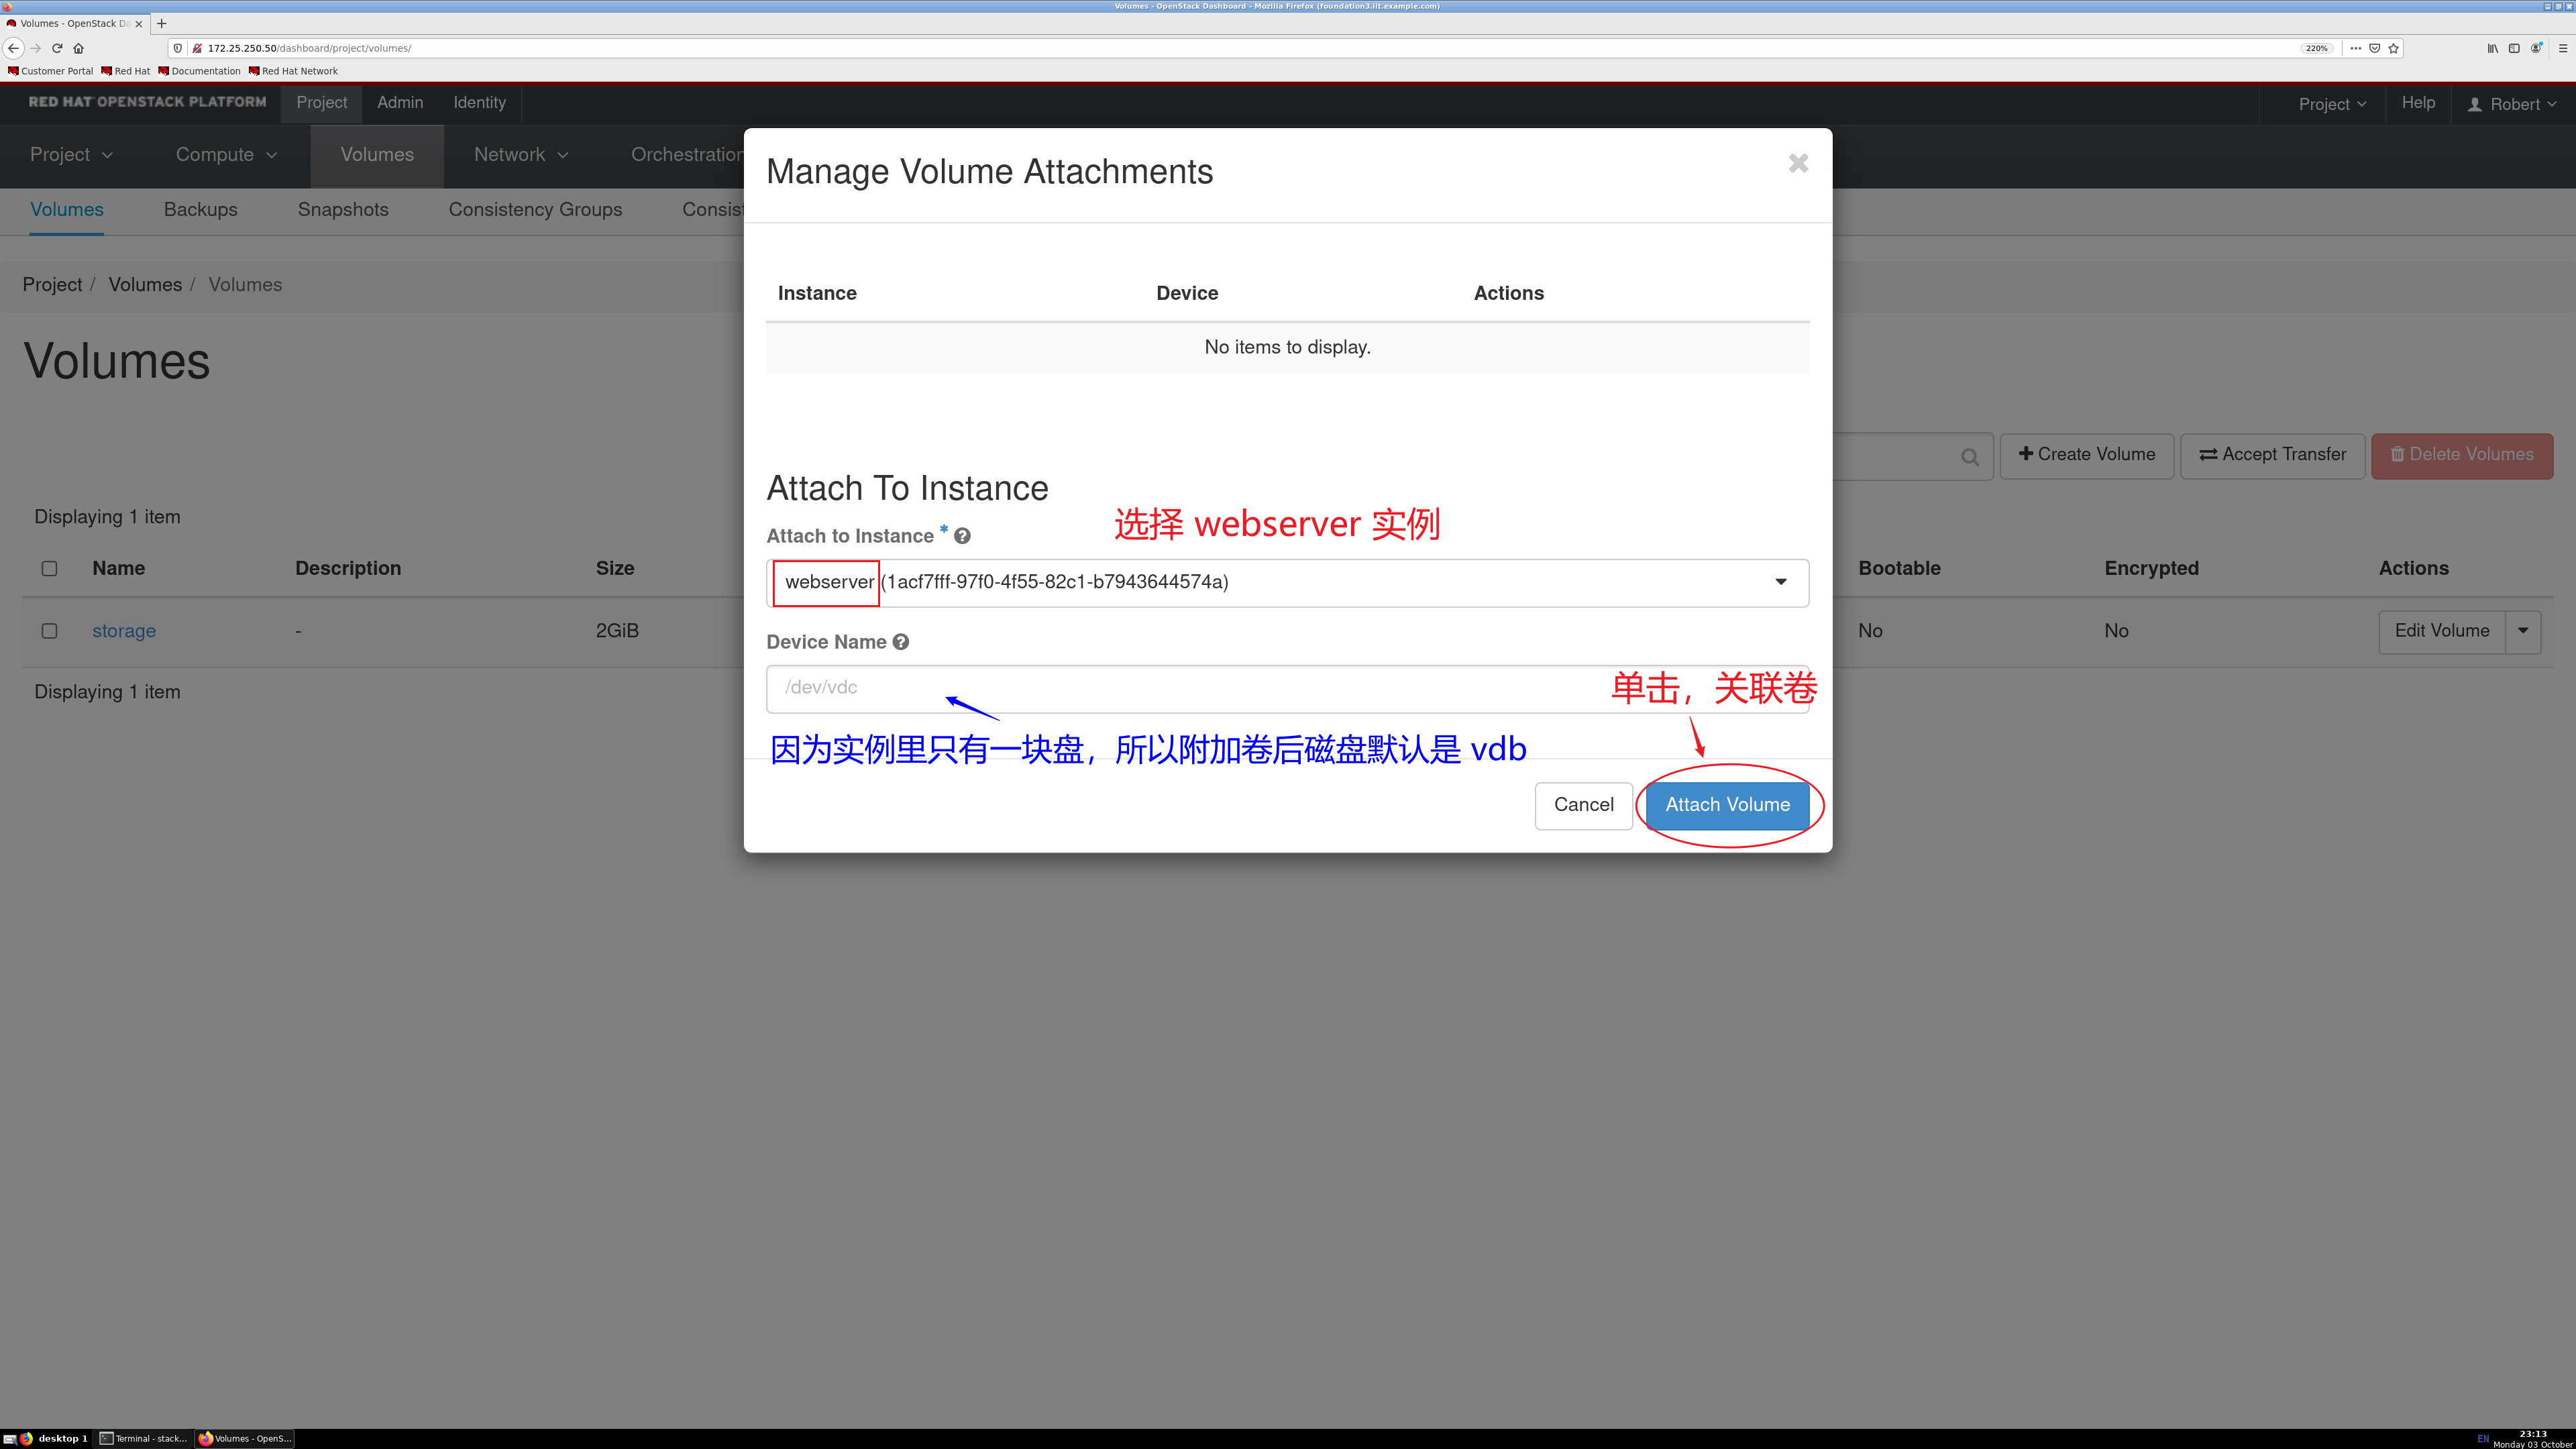 Volumes - OpenStack Dashboard - Mozilla Firefox (foundation3.ilt.example.com)
Volumes - OpenStack Da
172.25.250.50/dashboard/project/volumes/
220%
Customer Portal Red Hat Documentation Red Hat Network
RED HAT OPENSTACK PLATFORM Project Admin Identity Project Help Robert
Project Compute Volumes Network Orchestration
Volumes Backups Snapshots Consistency Groups Consis
Project / Volumes / Volumes
Volumes
Create Volume Accept Transfer Delete Volumes
Displaying 1 item
Name Description Size Bootable Encrypted Actions
storage - 2GiB No No Edit Volume
Displaying 1 item
Manage Volume Attachments
Instance Device Actions
No items to display.
Attach To Instance
选择 webserver 实例
Attach to Instance *
webserver (1acf7fff-97f0-4f55-82c1-b7943644574a)
Device Name
/dev/vdc
单击，关联卷
因为实例里只有一块盘，所以附加卷后磁盘默认是 vdb
Cancel Attach Volume
desktop 1 Terminal - stack... Volumes - OpenS...
EN 23:13
Monday 03 October